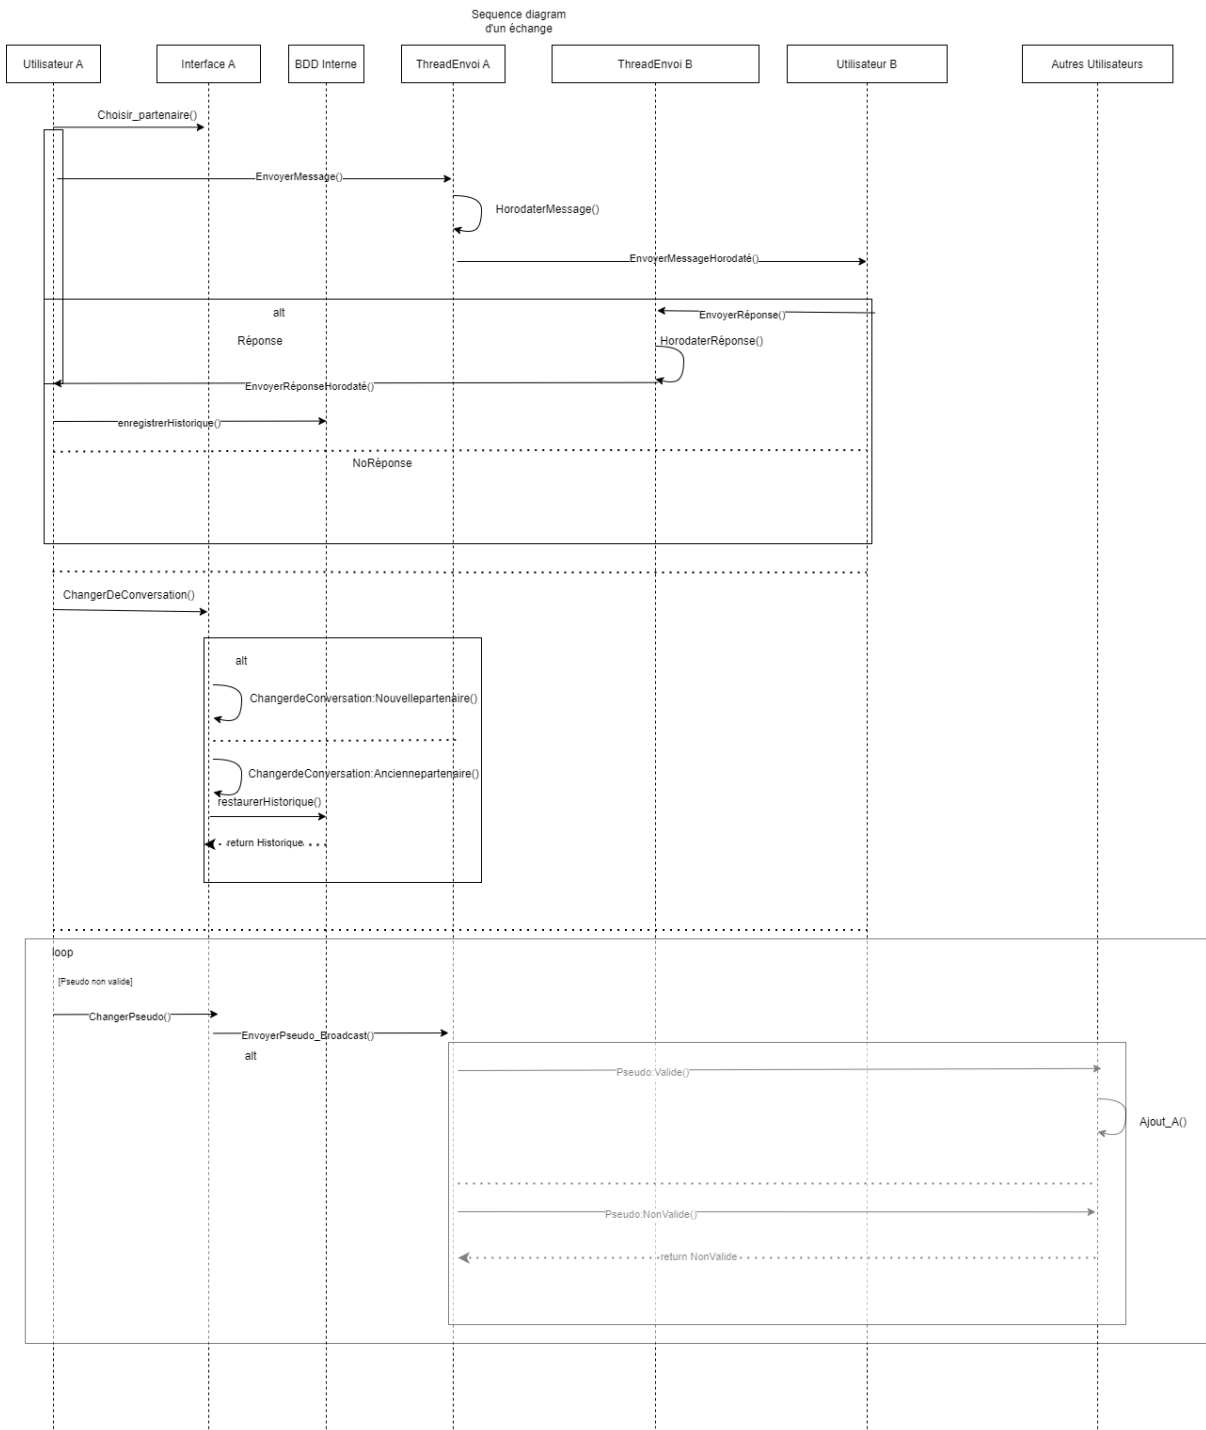 Sequence diagram
d'un échange
Utilisateur A
Interface A
BDD Interne
ThreadEnvoi A
ThreadEnvoi B
Utilisateur B
Autres Utilisateurs
Choisir_partenaire()
EnvoyerMessage()
HorodaterMessage()
EnvoyerMessageHorodaté()
alt
EnvoyerRéponse()
Réponse
HorodaterRéponse()
EnvoyerRéponseHorodaté()
enregistrerHistorique()
NoRéponse
ChangerDeConversation()
alt
ChangerdeConversation:Nouvellepartenaire()
ChangerdeConversation:Anciennepartenaire()
restaurerHistorique()
return Historique
loop
[Pseudo non valide]
ChangerPseudo()
EnvoyerPseudo_Broadcast()
alt
Pseudo:Valide()
Ajout_A()
Pseudo:NonValide()
return NonValide